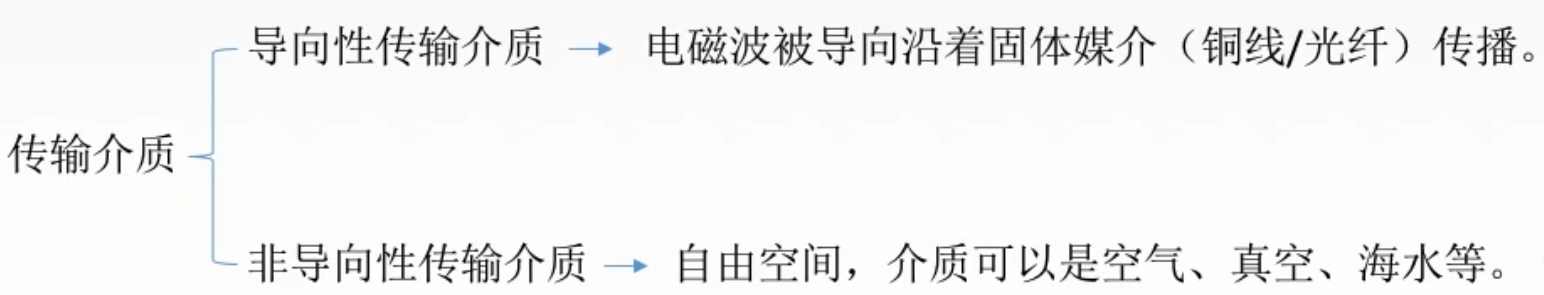 导向性传输介质 → 电磁波被导向沿着固体媒介（铜线/光纤）传播。
传输介质
非导向性传输介质 → 自由空间，介质可以是空气、真空、海水等。